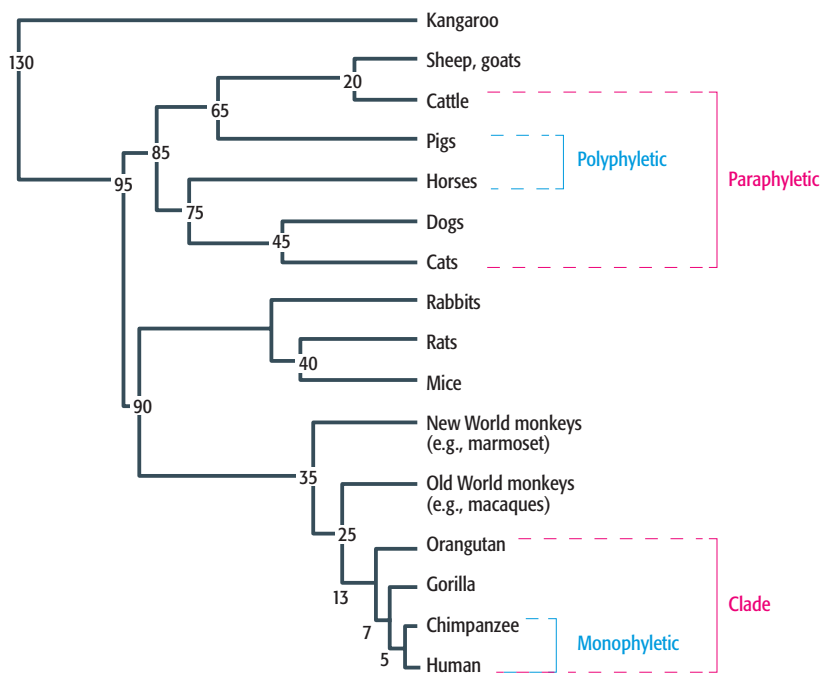 Kangaroo
130
Sheep, goats
20
Cattle
65
Pigs
Polyphyletic
85
Paraphyletic
95
Horses
75
Dogs
45
Cats
Rabbits
Rats
40
Mice
90
New World monkeys
(e.g., marmoset)
35
Old World monkeys
(e.g., macaques)
25
Orangutan
13
Gorilla
Clade
7
Chimpanzee
Monophyletic
5
Human